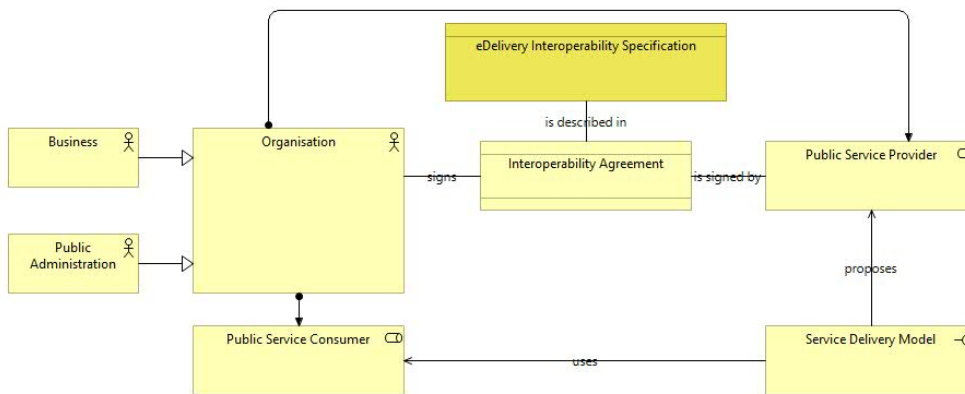 eDelivery Interoperability Specification
is described in
Business
Organisation
Interoperability Agreement
Public Service Provider
signs
is signed by
Public
Administration
proposes
Public Service Consumer
Service Delivery Model
uses